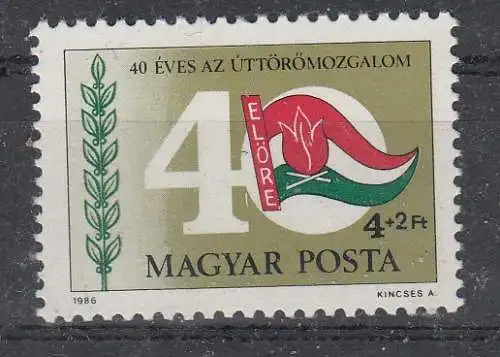 40 ÉVES AZ ÚTTÖRŐMOZGALOM
40
ELŐRE
4+2 Ft
MAGYAR POSTA
1986
KINCSES A.